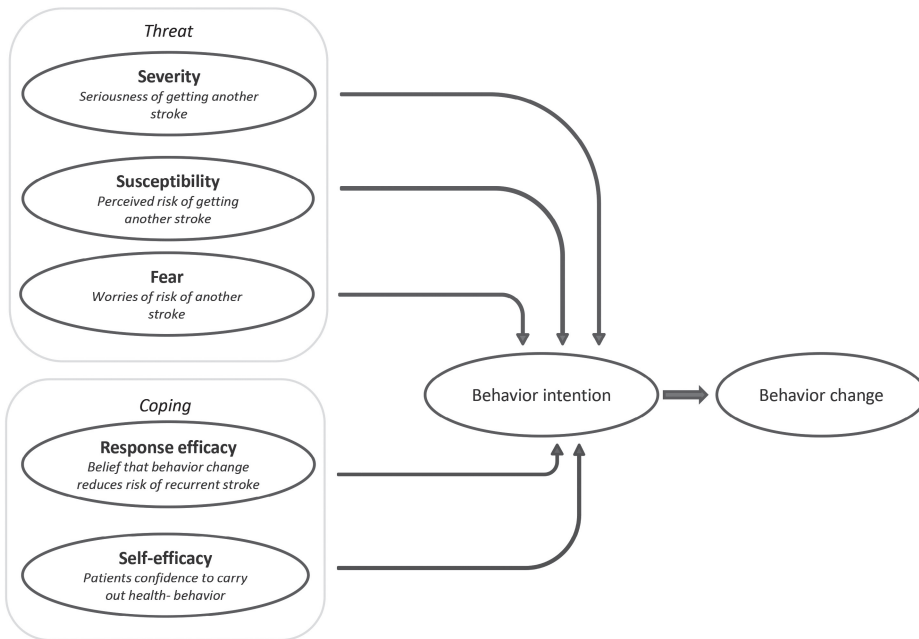 Threat
Severity
Seriousness of getting another
stroke
Susceptibility
Perceived risk of getting
another stroke
Fear
Worries of risk of another
stroke
Behavior intention
Behavior change
Coping
Response efficacy
Belief that behavior change
reduces risk of recurrent stroke
Self-efficacy
Patients confidence to carry
out health- behavior